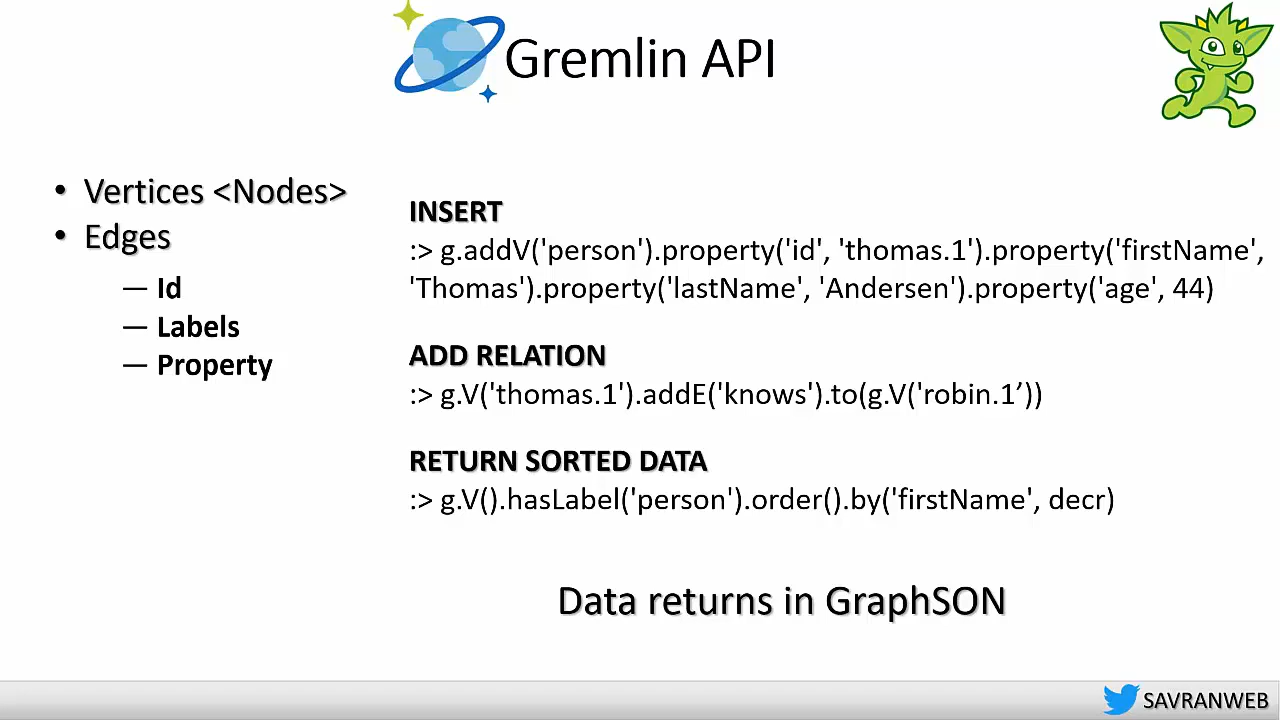 Gremlin API
• Vertices <Nodes>
• Edges
— Id
— Labels
— Property
INSERT
:> g.addV('person').property('id', 'thomas.1').property('firstName',
'Thomas').property('lastName', 'Andersen').property('age', 44)
ADD RELATION
:> g.V('thomas.1').addE('knows').to(g.V('robin.1’))
RETURN SORTED DATA
:> g.V().hasLabel('person').order().by('firstName', decr)
Data returns in GraphSON
SAVRANWEB